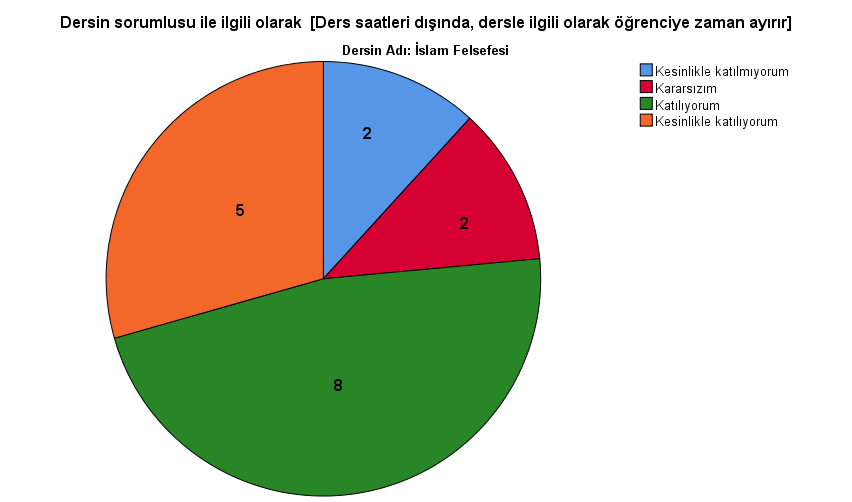 Dersin sorumlusu ile ilgili olarak  [Ders saatleri dışında, dersle ilgili olarak öğrenciye zaman ayırır]
Dersin Adı: İslam Felsefesi
Kesinlikle katılmıyorum
Kararsızım
Katılıyorum
Kesinlikle katılıyorum
2
5
2
8